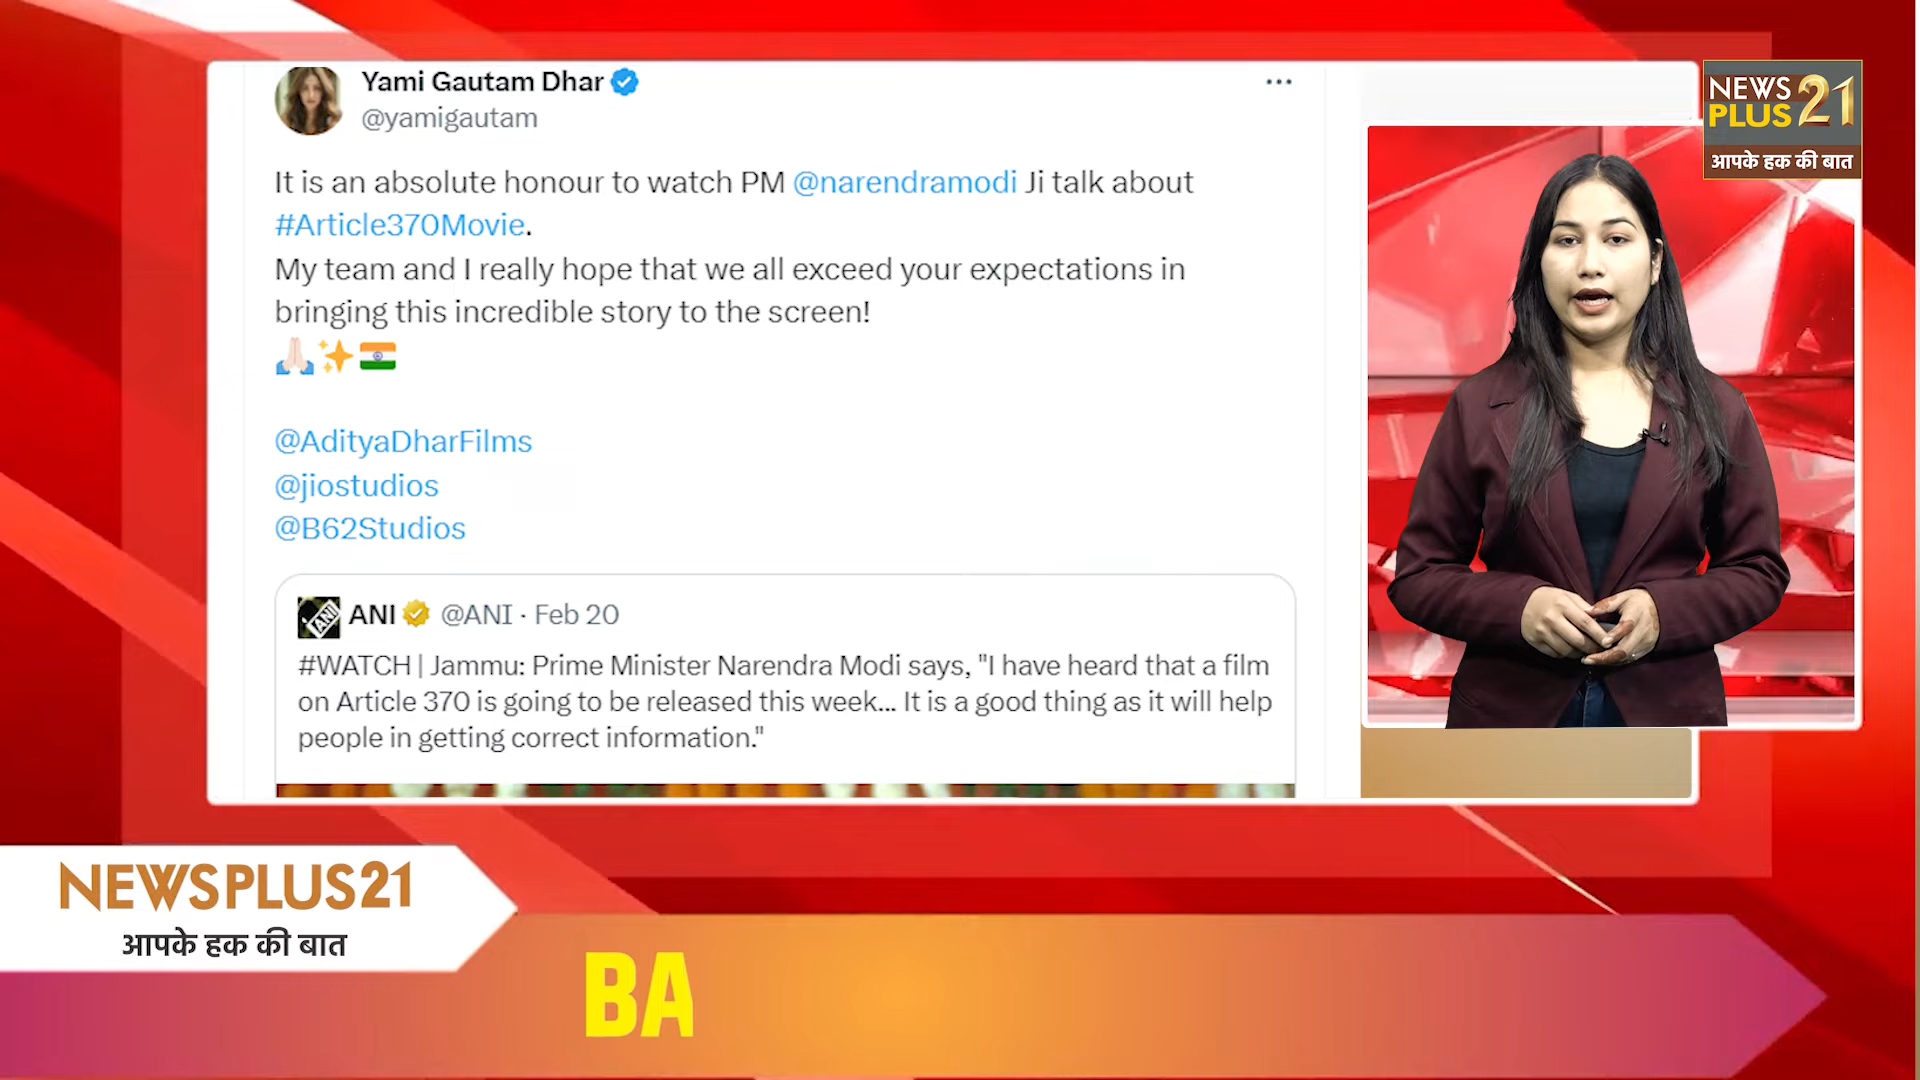 Yami Gautam Dhar
@yamigautam
It is an absolute honour to watch PM @narendramodi Ji talk about
#Article370Movie.
My team and I really hope that we all exceed your expectations in
bringing this incredible story to the screen!
🙏🏻✨🇮🇳
@AdityaDharFilms
@jiostudios
@B62Studios
ANI @ANI · Feb 20
#WATCH | Jammu: Prime Minister Narendra Modi says, "I have heard that a film
on Article 370 is going to be released this week... It is a good thing as it will help
people in getting correct information."
NEWS
PLUS 21
आपके हक की बात
NEWSPLUS21
आपके हक की बात
BA